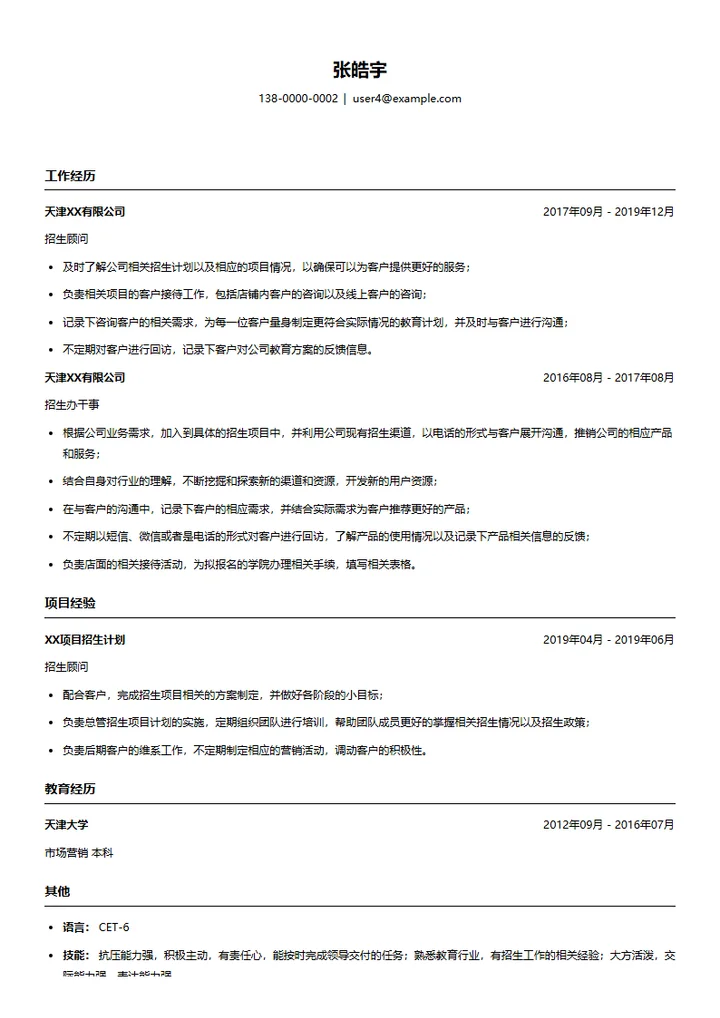 张皓宇
138-0000-0002 | user4@example.com
工作经历
天津XX有限公司 2017年09月 - 2019年12月
招生顾问
• 及时了解公司相关招生计划以及相应的项目情况，以确保可以为客户提供更好的服务；
• 负责相关项目的客户接待工作，包括店铺内客户的咨询以及线上客户的咨询；
• 记录下咨询客户的相关需求，为每一位客户量身制定更符合实际情况的教育计划，并及时与客户进行沟通；
• 不定期对客户进行回访，记录下客户对公司教育方案的反馈信息。
天津XX有限公司 2016年08月 - 2017年08月
招生办干事
• 根据公司业务需求，加入到具体的招生项目中，并利用公司现有招生渠道，以电话的形式与客户展开沟通，推销公司的相应产品
和服务；
• 结合自身对行业的理解，不断挖掘和探索新的渠道和资源，开发新的用户资源；
• 在与客户的沟通中，记录下客户的相应需求，并结合实际需求为客户推荐更好的产品；
• 不定期以短信、微信或者是电话的形式对客户进行回访，了解产品的使用情况以及记录下产品相关信息的反馈；
• 负责店面的相关接待活动，为拟报名的学院办理相关手续，填写相关表格。
项目经验
XX项目招生计划 2019年04月 - 2019年06月
招生顾问
• 配合客户，完成招生项目相关的方案制定，并做好各阶段的小目标；
• 负责总管招生项目计划的实施，定期组织团队进行培训，帮助团队成员更好的掌握相关招生情况以及招生政策；
• 负责后期客户的维系工作，不定期制定相应的营销活动，调动客户的积极性。
教育经历
天津大学 2012年09月 - 2016年07月
市场营销 本科
其他
• 语言： CET-6
• 技能： 抗压能力强，积极主动，有责任心，能按时完成领导交付的任务；熟悉教育行业，有招生工作的相关经验；大方活泼，交
际能力强，表达能力强